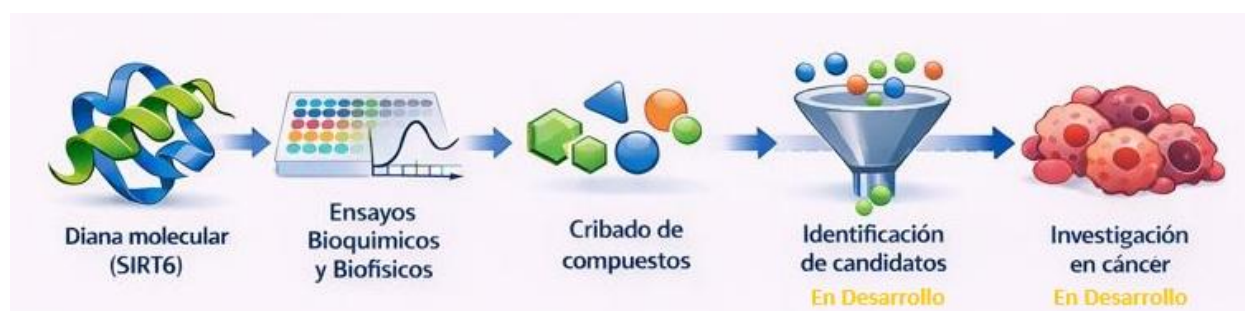 Diana molecular
(SIRT6)
Ensayos
Bioquimicos
y Biofísicos
Cribado de
compuestos
Identificación
de candidatos
En Desarrollo
Investigación
en cáncer
En Desarrollo